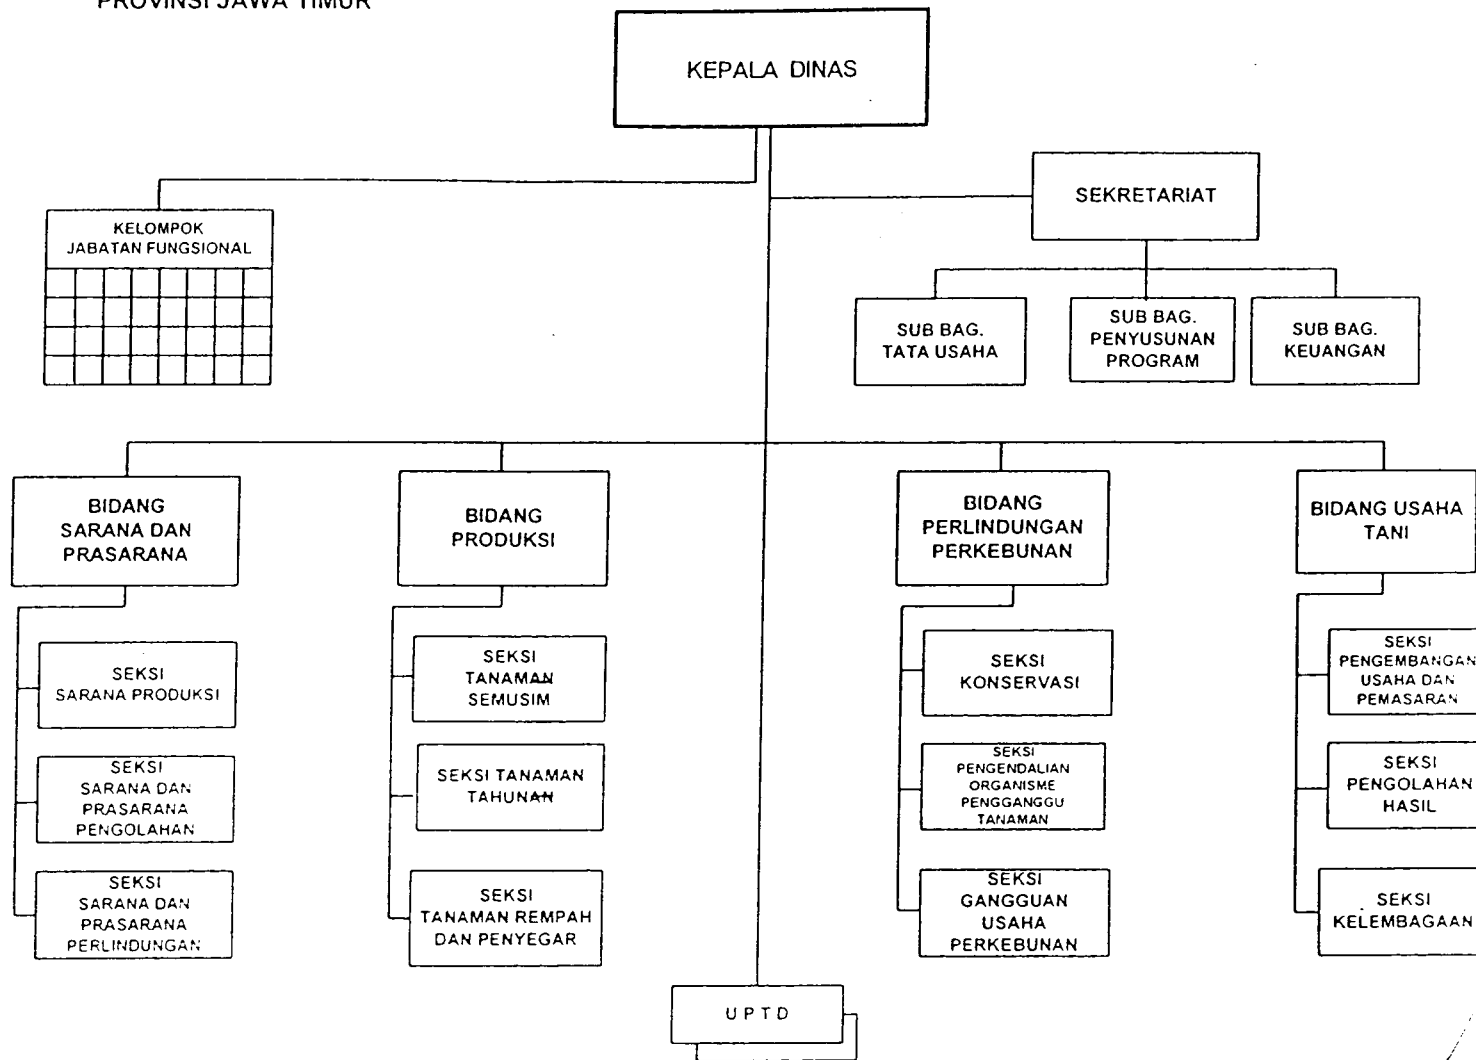 PROVINSI JAWA TIMUR
KEPALA DINAS
SEKRETARIAT
KELOMPOK
JABATAN FUNGSIONAL
SUB BAG.
TATA USAHA
SUB BAG.
PENYUSUNAN
PROGRAM
SUB BAG.
KEUANGAN
BIDANG
SARANA DAN
PRASARANA
BIDANG
PRODUKSI
BIDANG
PERLINDUNGAN
PERKEBUNAN
BIDANG USAHA
TANI
SEKSI
SARANA PRODUKSI
SEKSI
TANAMAN
SEMUSIM
SEKSI
KONSERVASI
SEKSI
PENGEMBANGAN
USAHA DAN
PEMASARAN
SEKSI
SARANA DAN
PRASARANA
PENGOLAHAN
SEKSI TANAMAN
TAHUNAN
SEKSI
PENGENDALIAN
ORGANISME
PENGGANGGU
TANAMAN
SEKSI
PENGOLAHAN
HASIL
SEKSI
SARANA DAN
PRASARANA
PERLINDUNGAN
SEKSI
TANAMAN REMPAH
DAN PENYEGAR
SEKSI
GANGGUAN
USAHA
PERKEBUNAN
SEKSI
KELEMBAGAAN
U P T D